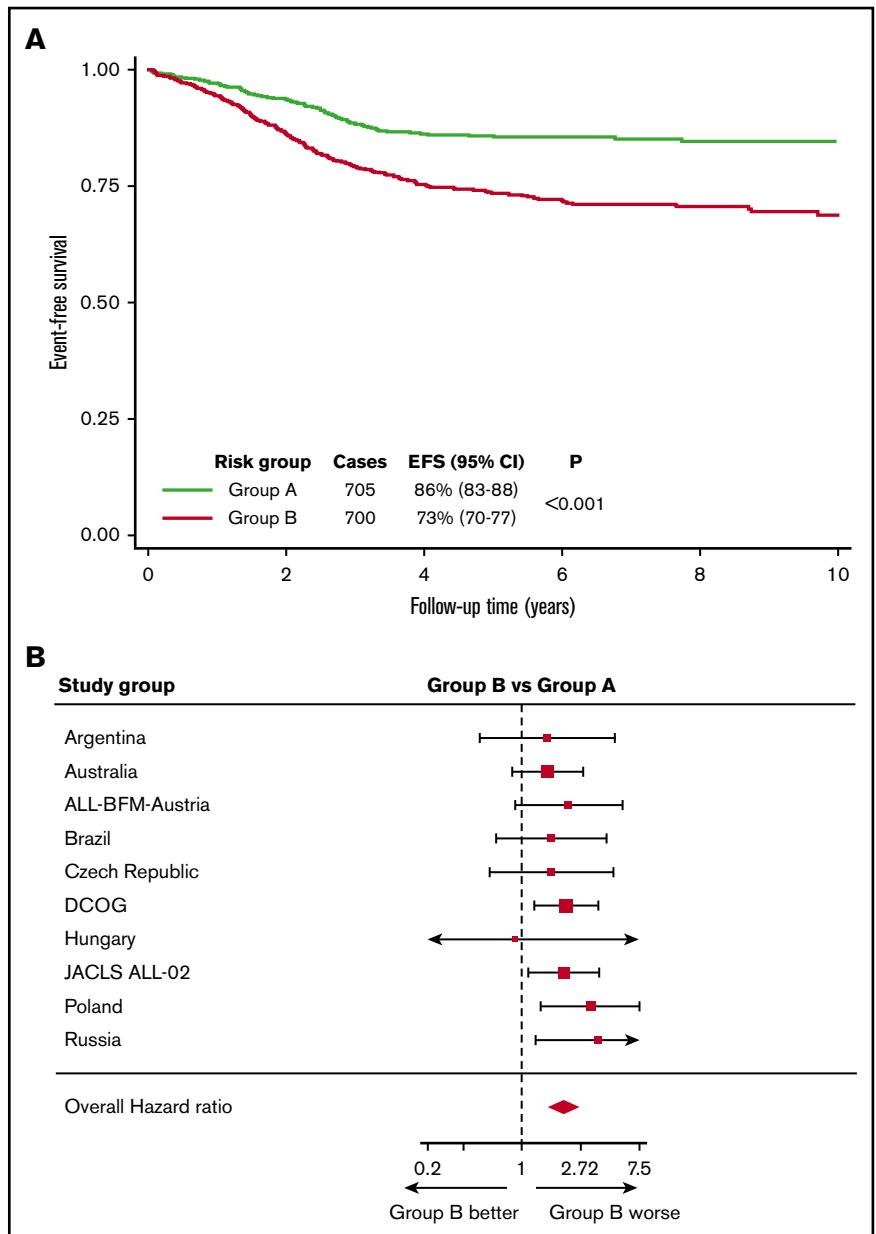 A
1.00
0.75
0.50
0.25
0.00
Event-free survival
Risk group Cases EFS (95% CI) P
Group A 705 86% (83-88)
<0.001
Group B 700 73% (70-77)
0 2 4 6 8 10
Follow-up time (years)
B
Study group Group B vs Group A
Argentina
Australia
ALL-BFM-Austria
Brazil
Czech Republic
DCOG
Hungary
JACLS ALL-02
Poland
Russia
Overall Hazard ratio
0.2 1 2.72 7.5
Group B better Group B worse